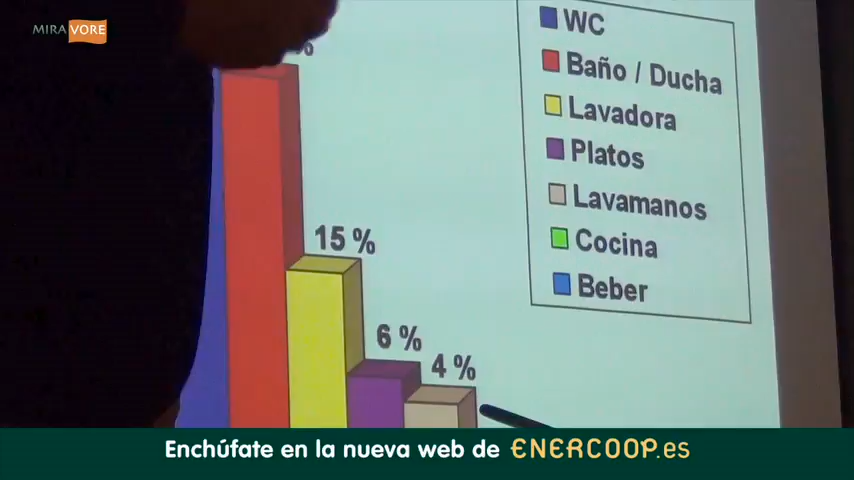 MIRAVORE
%
WC
Baño / Ducha
Lavadora
Platos
Lavamanos
Cocina
Beber
15 %
6 %
4 %
Enchúfate en la nueva web de ENERCOOP.es